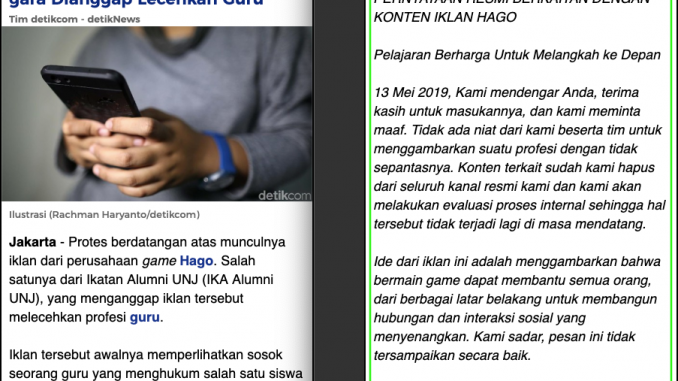 gara Dianggap Lecehkan Guru
Tim detikcom - detikNews
detikcom
Ilustrasi (Rachman Haryanto/detikcom)
Jakarta - Protes berdatangan atas munculnya
iklan dari perusahaan game Hago. Salah
satunya dari Ikatan Alumni UNJ (IKA Alumni
UNJ), yang menganggap iklan tersebut
melecehkan profesi guru.
Iklan tersebut awalnya memperlihatkan sosok
seorang guru yang menghukum salah satu siswa
PERNYATAAN RESMI BERKAITAN DENGAN
KONTEN IKLAN HAGO
Pelajaran Berharga Untuk Melangkah ke Depan
13 Mei 2019, Kami mendengar Anda, terima
kasih untuk masukannya, dan kami meminta
maaf. Tidak ada niat dari kami beserta tim untuk
menggambarkan suatu profesi dengan tidak
sepantasnya. Konten terkait sudah kami hapus
dari seluruh kanal resmi kami dan kami akan
melakukan evaluasi proses internal sehingga hal
tersebut tidak terjadi lagi di masa mendatang.
Ide dari iklan ini adalah menggambarkan bahwa
bermain game dapat membantu semua orang,
dari berbagai latar belakang untuk membangun
hubungan dan interaksi sosial yang
menyenangkan. Kami sadar, pesan ini tidak
tersampaikan secara baik.